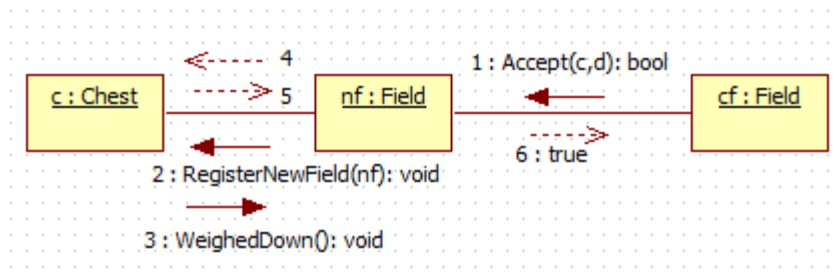 4
1 : Accept(c,d): bool
c : Chest
5
nf : Field
cf : Field
2 : RegisterNewField(nf): void
6 : true
3 : WeighedDown(): void